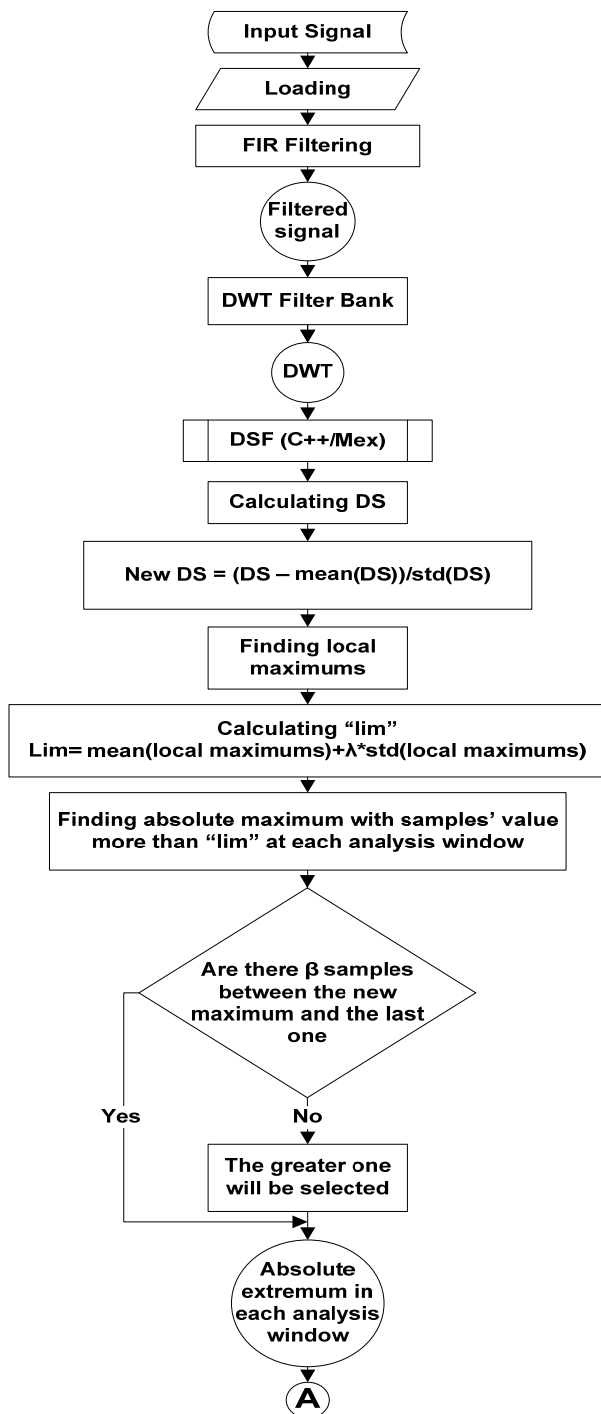 Input Signal
Loading
FIR Filtering
Filtered
signal
DWT Filter Bank
DWT
DSF (C++/Mex)
Calculating DS
New DS = (DS – mean(DS))/std(DS)
Finding local
maximums
Calculating “lim”
Lim= mean(local maximums)+λ*std(local maximums)
Finding absolute maximum with samples’ value
more than “lim” at each analysis window
Are there β samples
between the new
maximum and the last
one
Yes
No
The greater one
will be selected
Absolute
extremum in
each analysis
window
A